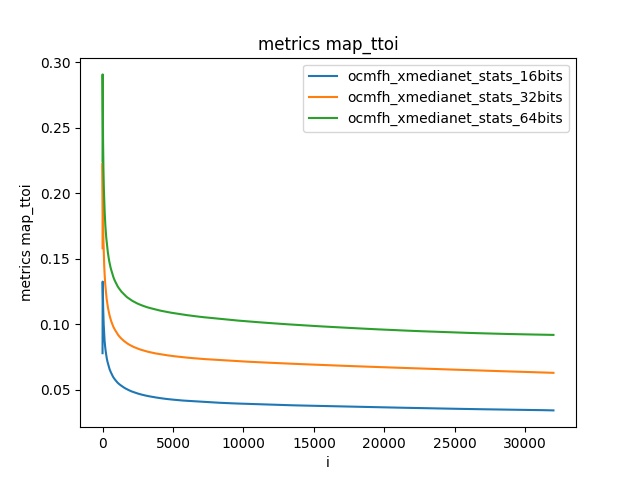 metrics map_ttoi
ocmfh_xmedianet_stats_16bits
ocmfh_xmedianet_stats_32bits
ocmfh_xmedianet_stats_64bits
metrics map_ttoi
0.30
0.25
0.20
0.15
0.10
0.05
0 5000 10000 15000 20000 25000 30000
i